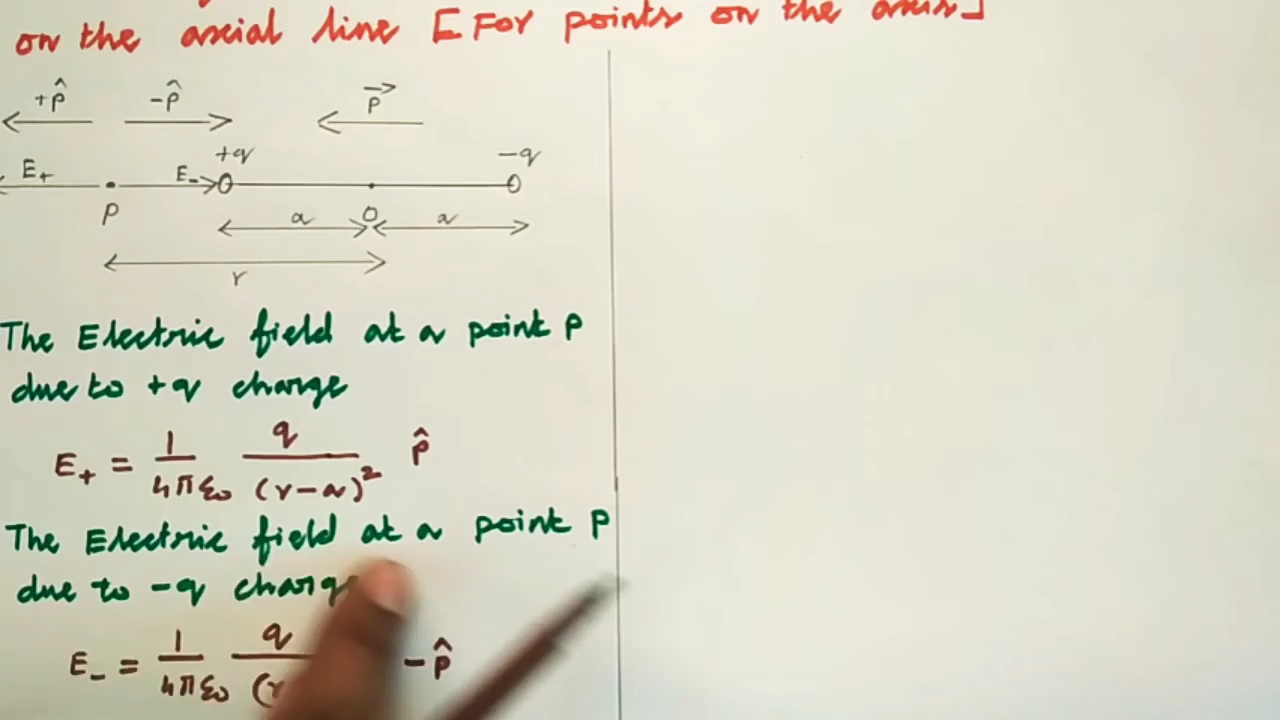 on the axial line [For points on the axis]
+p̂ -p̂ p⃗
+q -q
E+ E-
P a O a
r
The Electric field at a point P
due to +q charge
E+ = 1/4πε0 q/(r-a)² p̂
The Electric field at a point P
due to -q charge
E- = 1/4πε0 q/(r -p̂